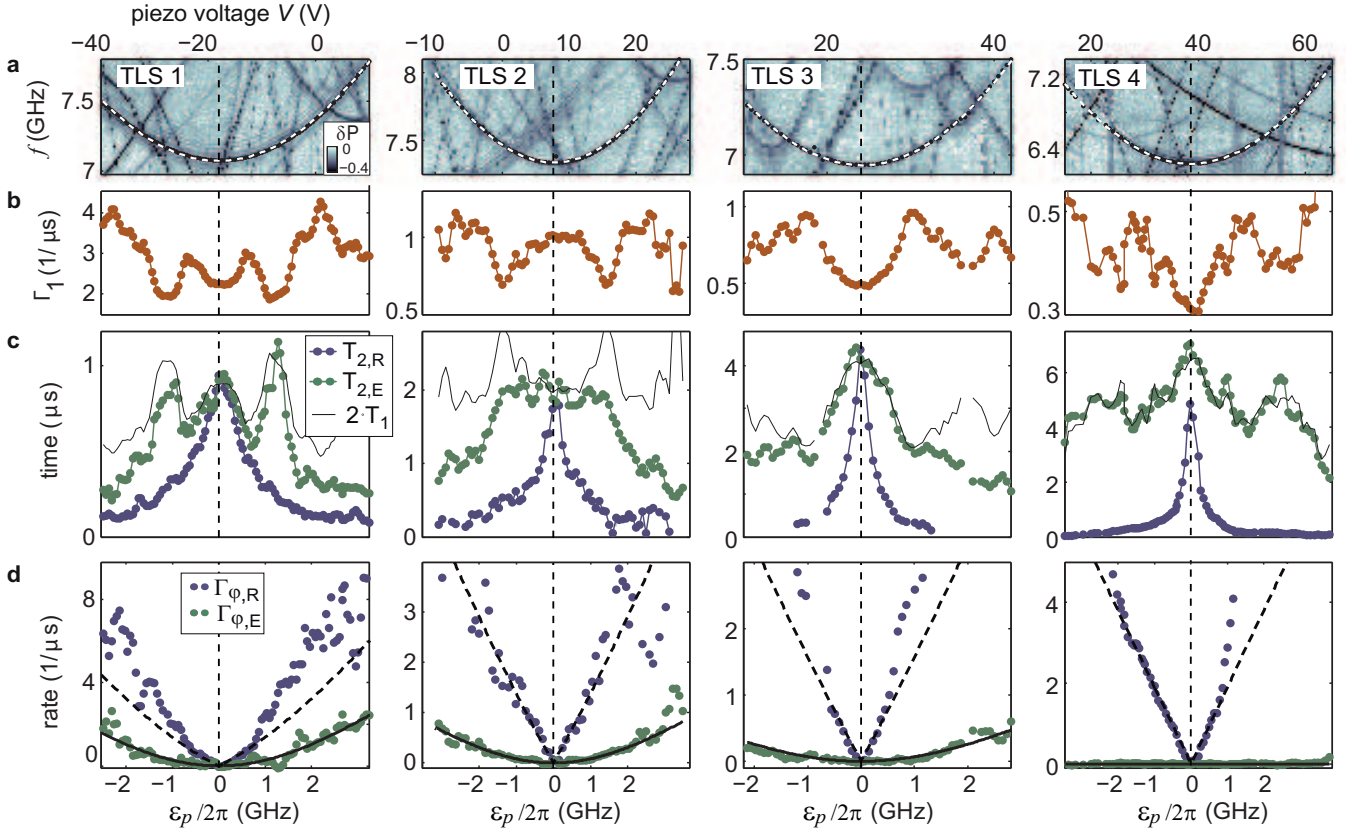 piezo voltage V (V)
−40 −20 0 −10 0 10 20 20 40 20 40 60
a TLS 1 TLS 2 TLS 3 TLS 4
f (GHz)
7.5 7 8 7.5 7.5 7 7.2 6.4
δP
0
−0.4
b
Γ1 (1/ μs)
4 3 2 1 0.5 1 0.5 0.5 0.3
c
time (μs)
1 0 2 1 0 4 2 0 6 4 2 0
T2,R
T2,E
2·T1
d
rate (1/μs)
8 4 0 3 2 1 0 2 1 0 4 2 0
Γφ,R
Γφ,E
−2 −1 0 1 2 −2 0 2 −2 −1 0 1 2 −2 −1 0 1 2
εp/2π (GHz) εp/2π (GHz) εp/2π (GHz) εp/2π (GHz)